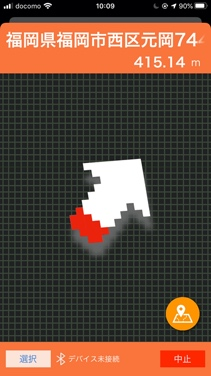 docomo 10:09 90%
福岡県福岡市西区元岡74
415.14 m
選択 デバイス未接続 中止